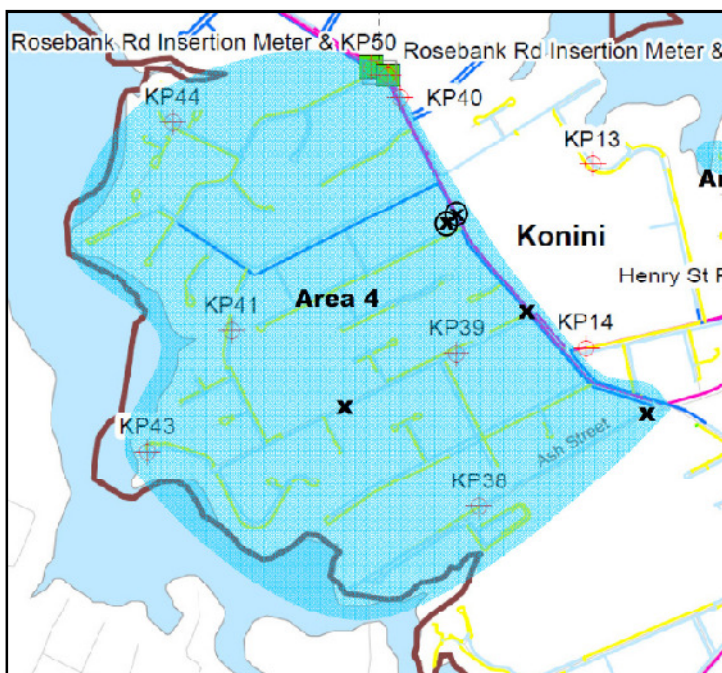 Rosebank Rd Insertion Meter & KP50
Rosebank Rd Insertion Meter &
KP44
KP40
KP13
Ar
Konini
Henry St P
Area 4
KP41
KP39
KP14
x
x
x
x
x
KP43
Ash Street
KP38